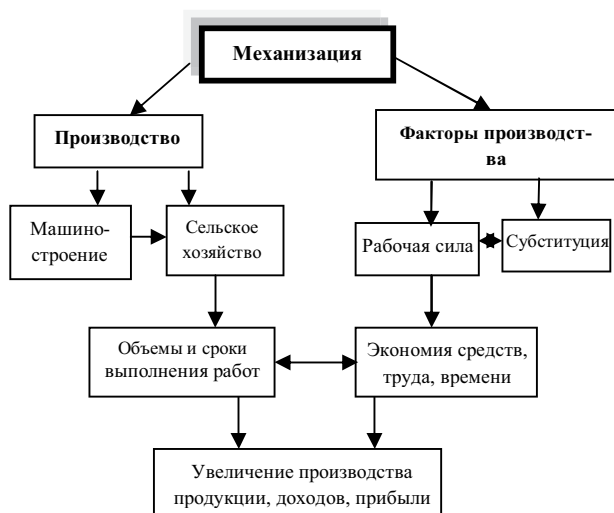 Механизация
Производство
Факторы производст-
ва
Машино-
строение
Сельское
хозяйство
Рабочая сила
Субституция
Объемы и сроки
выполнения работ
Экономия средств,
труда, времени
Увеличение производства
продукции, доходов, прибыли